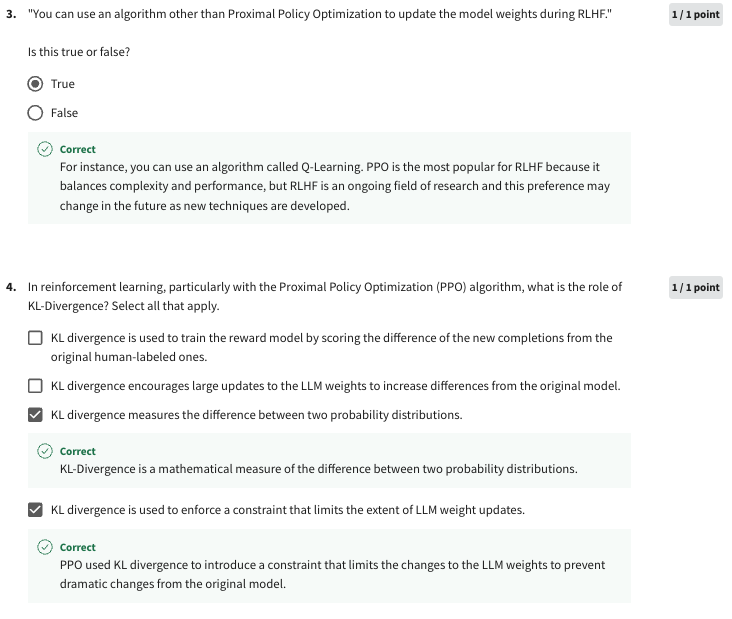 3. "You can use an algorithm other than Proximal Policy Optimization to update the model weights during RLHF."
1 / 1 point
Is this true or false?
True
False
Correct
For instance, you can use an algorithm called Q-Learning. PPO is the most popular for RLHF because it
balances complexity and performance, but RLHF is an ongoing field of research and this preference may
change in the future as new techniques are developed.
4. In reinforcement learning, particularly with the Proximal Policy Optimization (PPO) algorithm, what is the role of
1 / 1 point
KL-Divergence? Select all that apply.
KL divergence is used to train the reward model by scoring the difference of the new completions from the
original human-labeled ones.
KL divergence encourages large updates to the LLM weights to increase differences from the original model.
KL divergence measures the difference between two probability distributions.
Correct
KL-Divergence is a mathematical measure of the difference between two probability distributions.
KL divergence is used to enforce a constraint that limits the extent of LLM weight updates.
Correct
PPO used KL divergence to introduce a constraint that limits the changes to the LLM weights to prevent
dramatic changes from the original model.